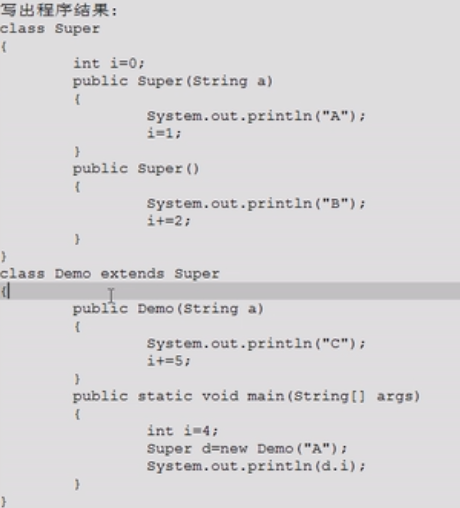 写出程序结果:
class Super
{
int i=0;
public Super(String a)
{
System.out.println("A");
i=1;
}
public Super()
{
System.out.println("B");
i+=2;
}
}
class Demo extends Super
{
public Demo(String a)
{
System.out.println("C");
i+=5;
}
public static void main(String[] args)
{
int i=4;
Super d=new Demo("A");
System.out.println(d.i);
}
}